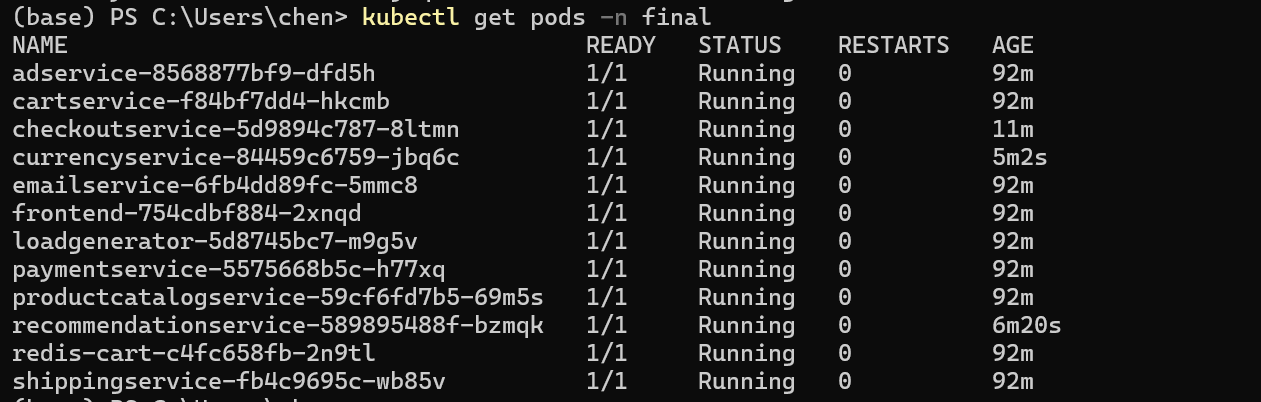 (base) PS C:\Users\chen> kubectl get pods -n final
NAME READY STATUS RESTARTS AGE
adservice-8568877bf9-dfd5h 1/1 Running 0 92m
cartservice-f84bf7dd4-hkcmb 1/1 Running 0 92m
checkoutservice-5d9894c787-8ltmn 1/1 Running 0 11m
currencyservice-84459c6759-jbq6c 1/1 Running 0 5m2s
emailservice-6fb4dd89fc-5mmc8 1/1 Running 0 92m
frontend-754cdbf884-2xnqd 1/1 Running 0 92m
loadgenerator-5d8745bc7-m9g5v 1/1 Running 0 92m
paymentservice-5575668b5c-h77xq 1/1 Running 0 92m
productcatalogservice-59cf6fd7b5-69m5s 1/1 Running 0 92m
recommendationservice-589895488f-bzmqk 1/1 Running 0 6m20s
redis-cart-c4fc658fb-2n9tl 1/1 Running 0 92m
shippingservice-fb4c9695c-wb85v 1/1 Running 0 92m